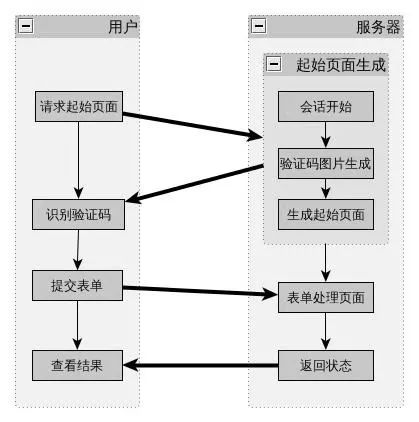 用户
服务器
起始页面生成
请求起始页面
会话开始
验证码图片生成
识别验证码
生成起始页面
提交表单
表单处理页面
查看结果
返回状态